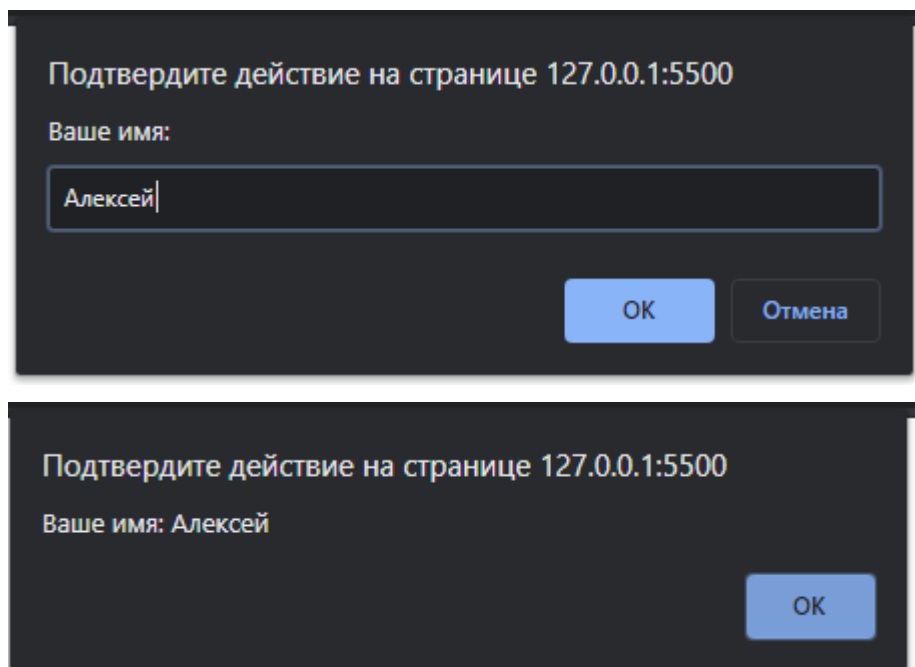 Подтвердите действие на странице 127.0.0.1:5500
Ваше имя:
Алексей
ОК Отмена
Подтвердите действие на странице 127.0.0.1:5500
Ваше имя: Алексей
ОК